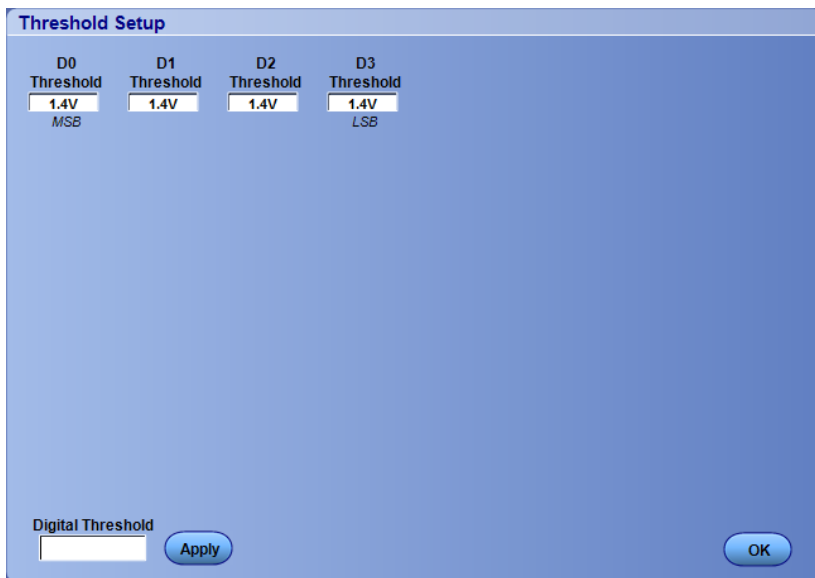 Threshold Setup
D0 D1 D2 D3
Threshold Threshold Threshold Threshold
1.4V 1.4V 1.4V 1.4V
MSB LSB
Digital Threshold
Apply OK